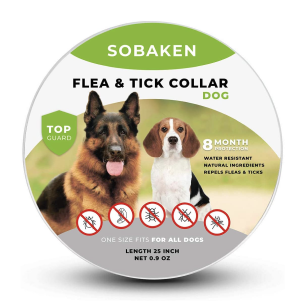 SOBAKEN
FLEA & TICK COLLAR
DOG
TOP
GUARD
8 MONTH
PROTECTION
WATER RESISTANT
NATURAL INGREDIENTS
REPELS FLEAS & TICKS
ONE SIZE FITS FOR ALL DOGS
LENGTH 25 INCH
NET 0.9 OZ